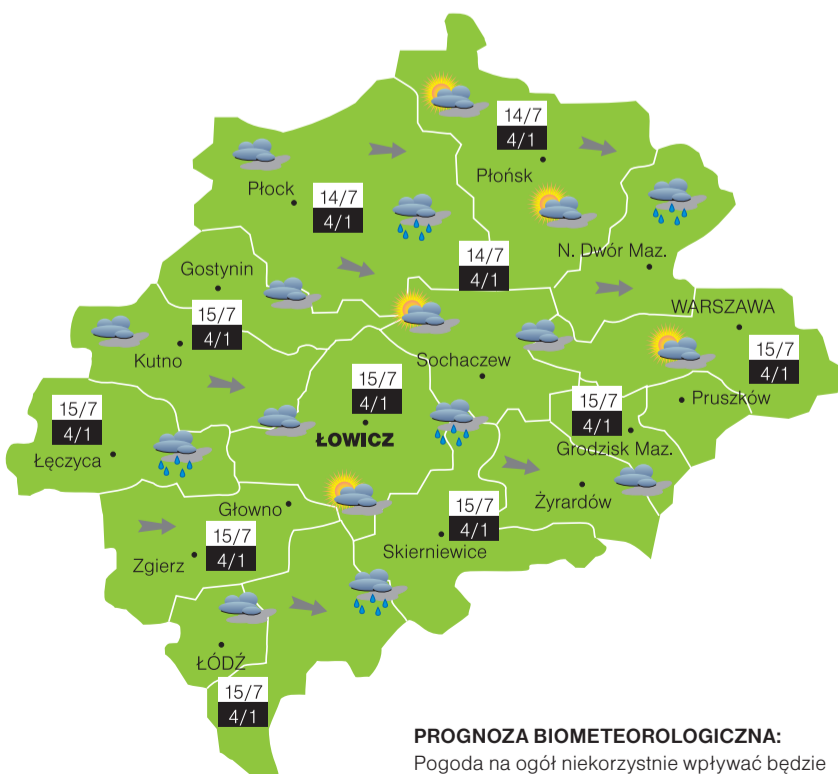 14/7
4/1
Płońsk
Płock
14/7
4/1
14/7
4/1
N. Dwór Maz.
Gostynin
WARSZAWA
15/7
4/1
Kutno
Sochaczew
15/7
4/1
15/7
4/1
ŁOWICZ
Pruszków
15/7
4/1
Grodzisk Maz.
15/7
4/1
Łęczyca
Żyrardów
Głowno
15/7
4/1
Skierniewice
15/7
4/1
Zgierz
ŁÓDŹ
15/7
4/1
PROGNOZA BIOMETEOROLOGICZNA:
Pogoda na ogół niekorzystnie wpływać będzie